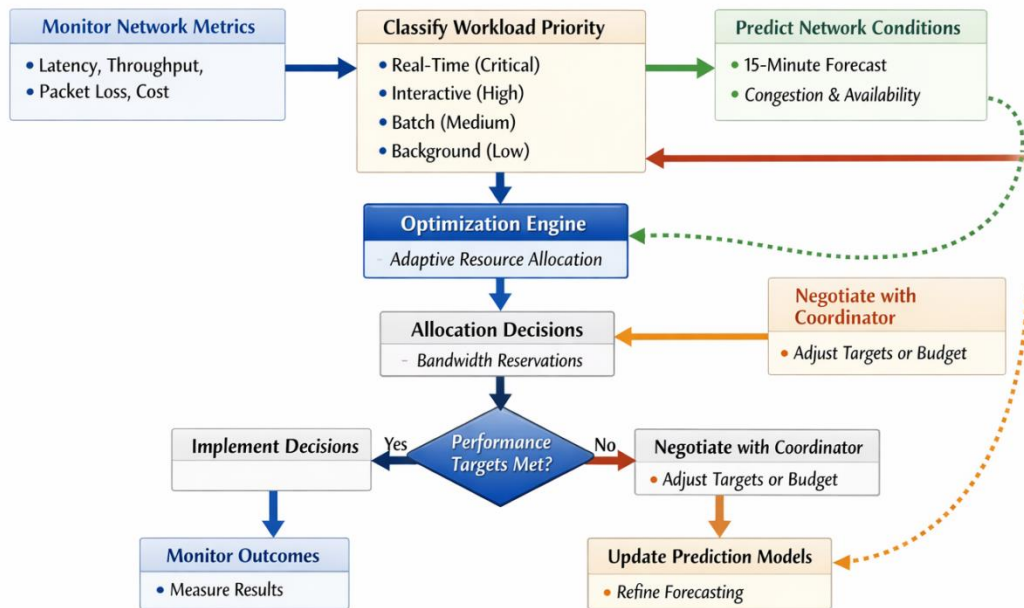 Monitor Network Metrics
• Latency, Throughput,
• Packet Loss, Cost
Classify Workload Priority
• Real-Time (Critical)
• Interactive (High)
• Batch (Medium)
• Background (Low)
Predict Network Conditions
• 15-Minute Forecast
• Congestion & Availability
Optimization Engine
- Adaptive Resource Allocation
Negotiate with
Coordinator
• Adjust Targets or Budget
Allocation Decisions
- Bandwidth Reservations
Performance
Targets Met?
Yes
No
Implement Decisions
Negotiate with Coordinator
• Adjust Targets or Budget
Monitor Outcomes
• Measure Results
Update Prediction Models
• Refine Forecasting